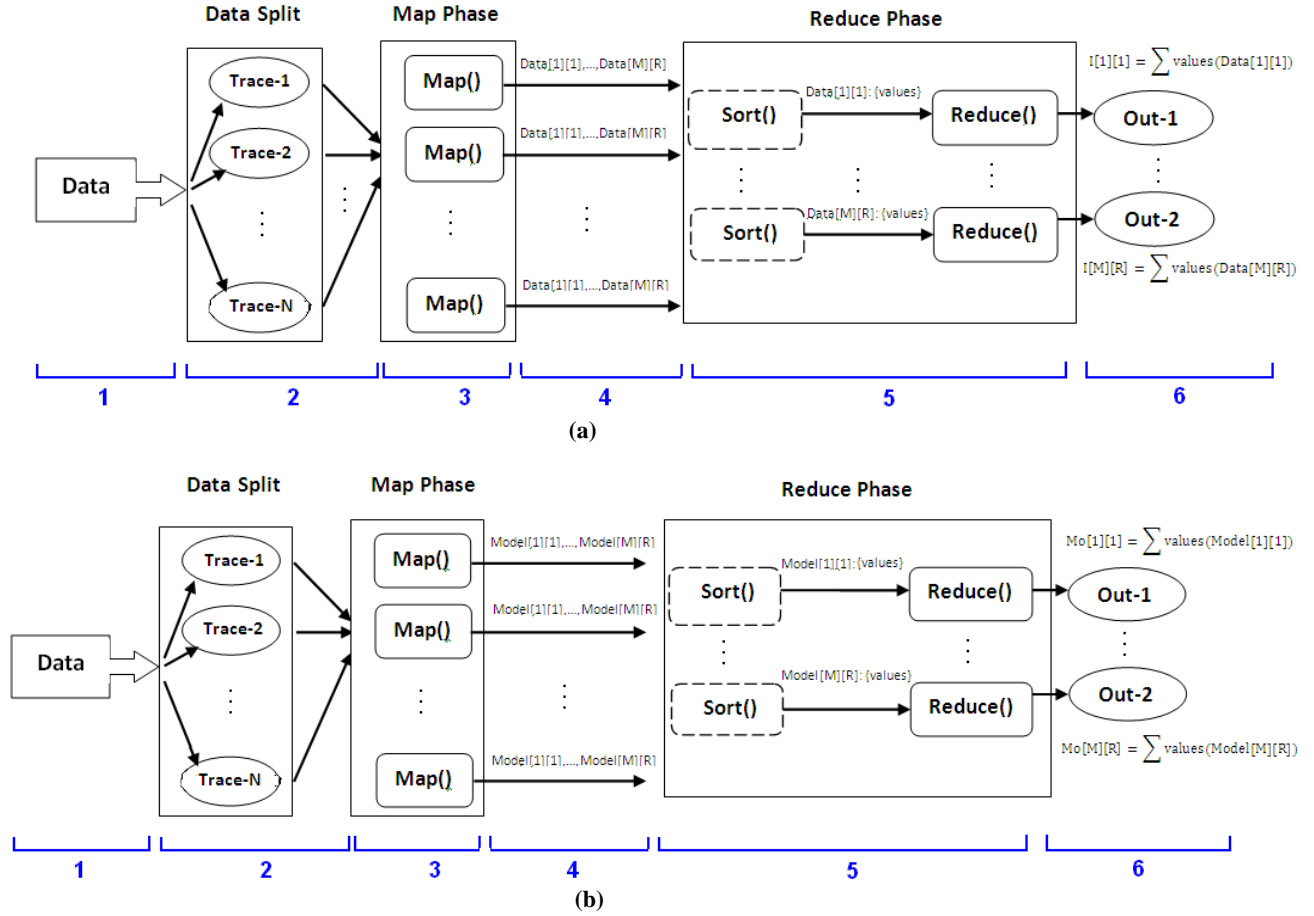 Data Split
Map Phase
Reduce Phase
Data
Trace-1
Trace-2
Trace-N
Map()
Map()
Map()
Data[1][1],...,Data[M][R]
Data[1][1],...,Data[M][R]
Data[1][1],...,Data[M][R]
Sort()
Data[1][1]:{values}
Reduce()
Sort()
Data[M][R]:{values}
Reduce()
I[1][1] = ∑ values(Data[1][1])
Out-1
Out-2
I[M][R] = ∑ values(Data[M][R])
1 2 3 4 5 6
(a)
Data Split
Map Phase
Reduce Phase
Data
Trace-1
Trace-2
Trace-N
Map()
Map()
Map()
Model[1][1],...,Model[M][R]
Model[1][1],...,Model[M][R]
Model[1][1],...,Model[M][R]
Sort()
Model[1][1]:{values}
Reduce()
Sort()
Model[M][R]:{values}
Reduce()
Mo[1][1] = ∑ values(Model[1][1])
Out-1
Out-2
Mo[M][R] = ∑ values(Model[M][R])
1 2 3 4 5 6
(b)